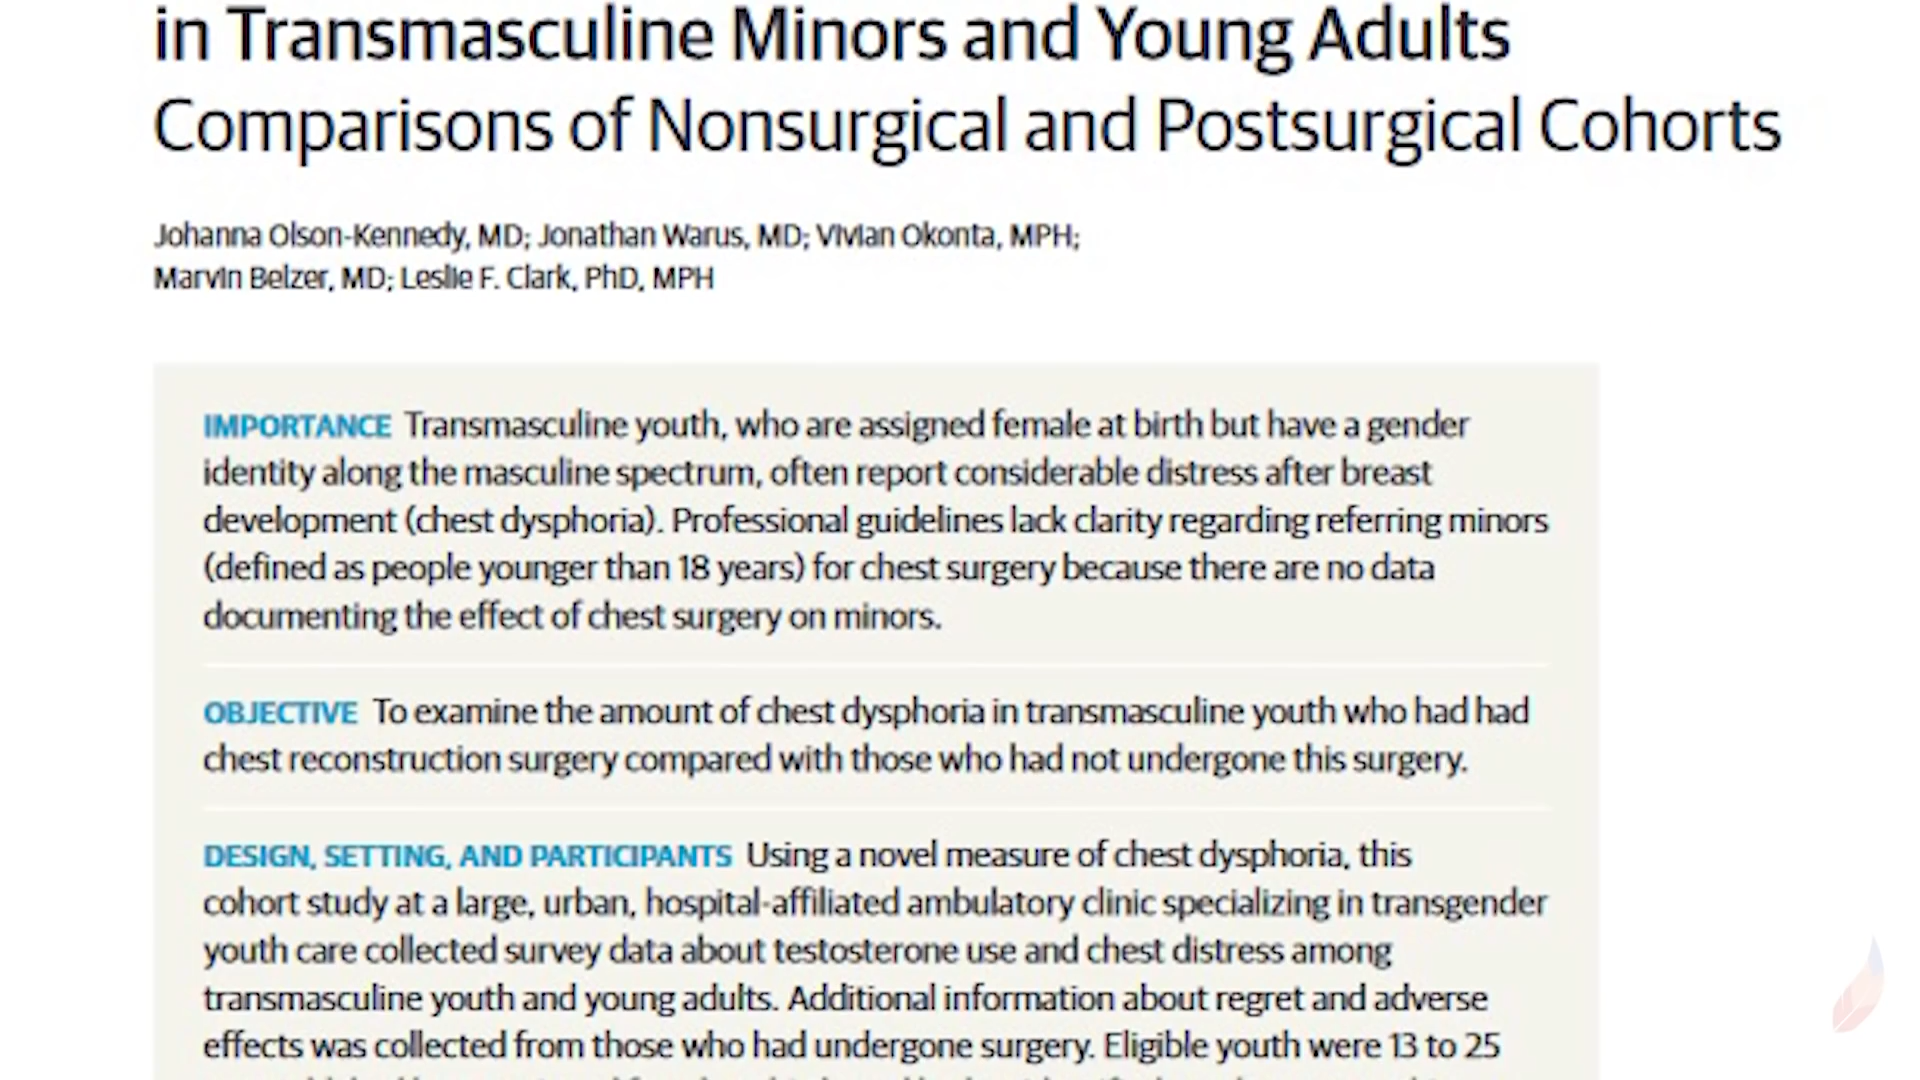 in Transmasculine Minors and Young Adults
Comparisons of Nonsurgical and Postsurgical Cohorts
Johanna Olson-Kennedy, MD; Jonathan Warus, MD; Vivian Okonta, MPH;
Marvin Belzer, MD; Leslie F. Clark, PhD, MPH
IMPORTANCE Transmasculine youth, who are assigned female at birth but have a gender
identity along the masculine spectrum, often report considerable distress after breast
development (chest dysphoria). Professional guidelines lack clarity regarding referring minors
(defined as people younger than 18 years) for chest surgery because there are no data
documenting the effect of chest surgery on minors.
OBJECTIVE To examine the amount of chest dysphoria in transmasculine youth who had had
chest reconstruction surgery compared with those who had not undergone this surgery.
DESIGN, SETTING, AND PARTICIPANTS Using a novel measure of chest dysphoria, this
cohort study at a large, urban, hospital-affiliated ambulatory clinic specializing in transgender
youth care collected survey data about testosterone use and chest distress among
transmasculine youth and young adults. Additional information about regret and adverse
effects was collected from those who had undergone surgery. Eligible youth were 13 to 25